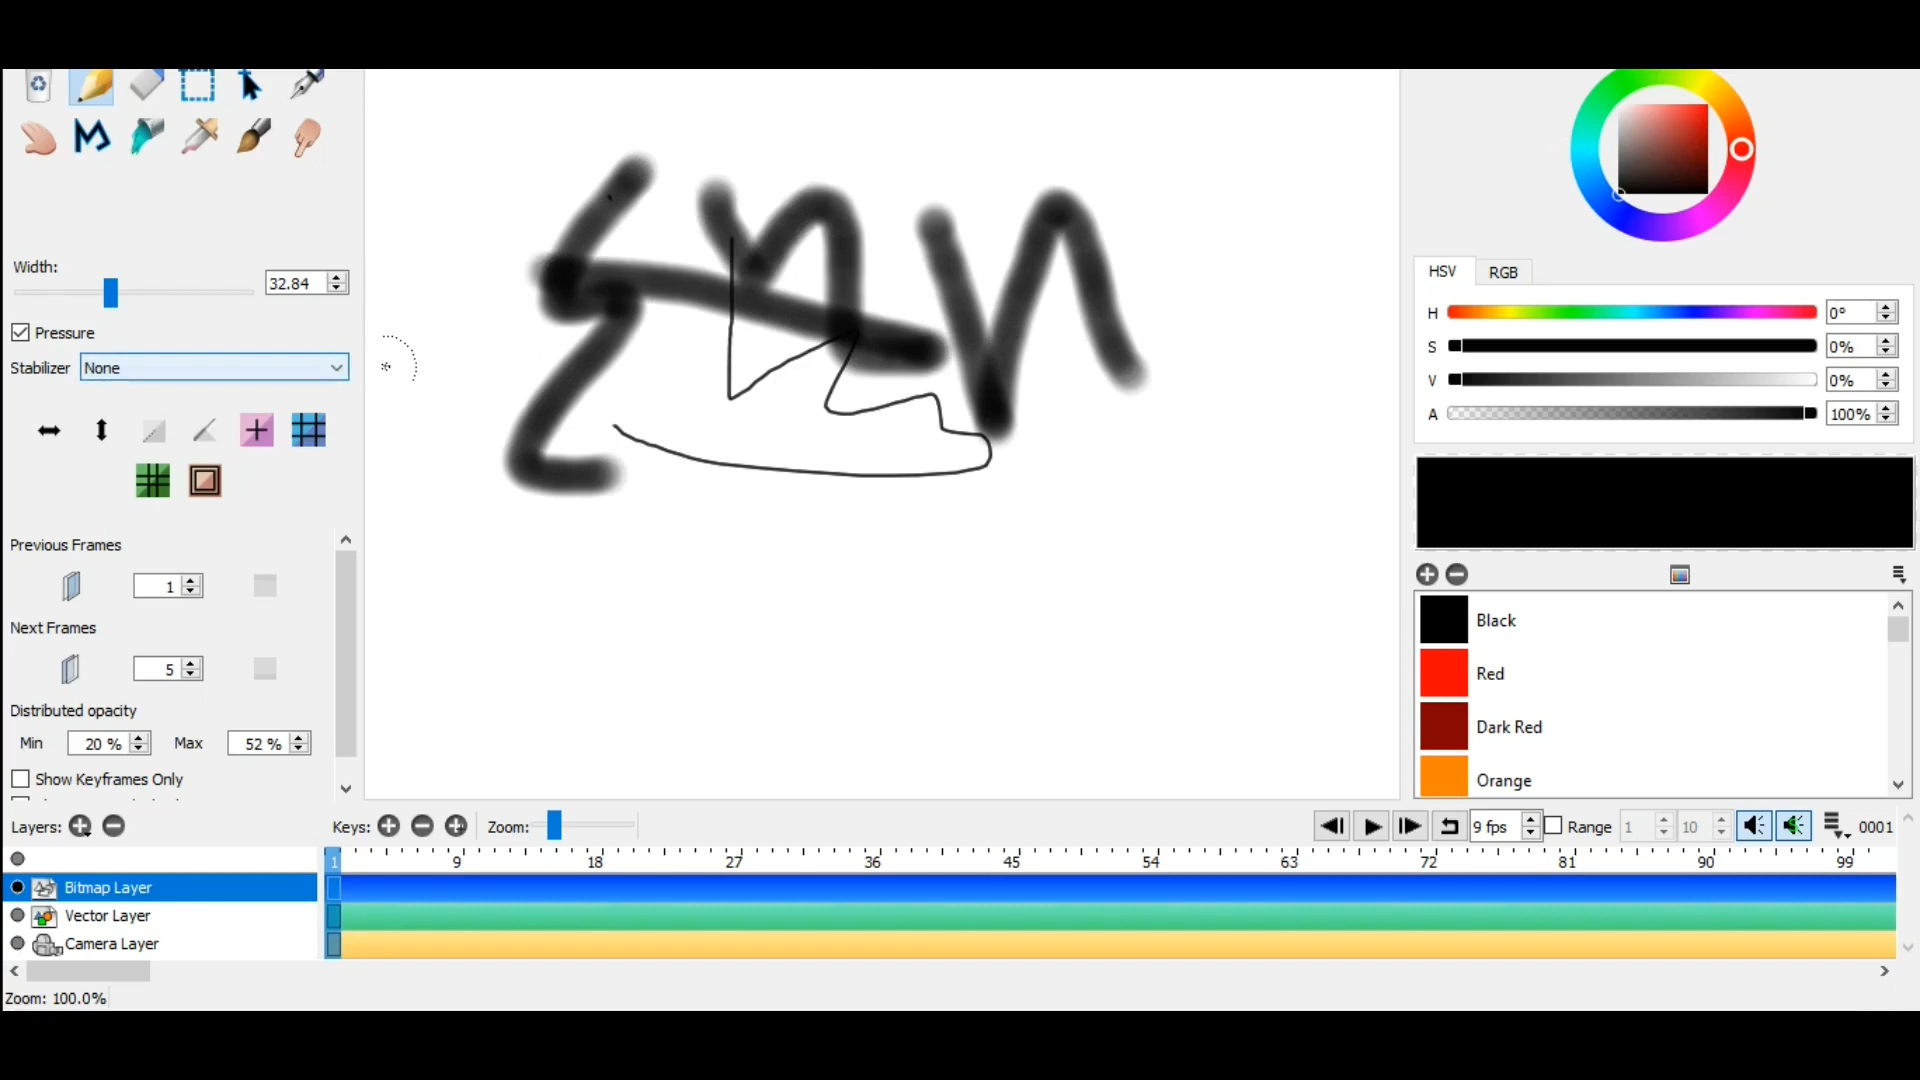 Width:
32.84
Pressure
Stabilizer None
Previous Frames
1
Next Frames
5
Distributed opacity
Min 20 % Max 52 %
Show Keyframes Only
HSV RGB
H 0°
S 0%
V 0%
A 100%
Black
Red
Dark Red
Orange
Layers: Keys: Zoom: 9 fps Range 1 10 0001
1 9 18 27 36 45 54 63 72 81 90 99
Bitmap Layer
Vector Layer
Camera Layer
Zoom: 100.0%